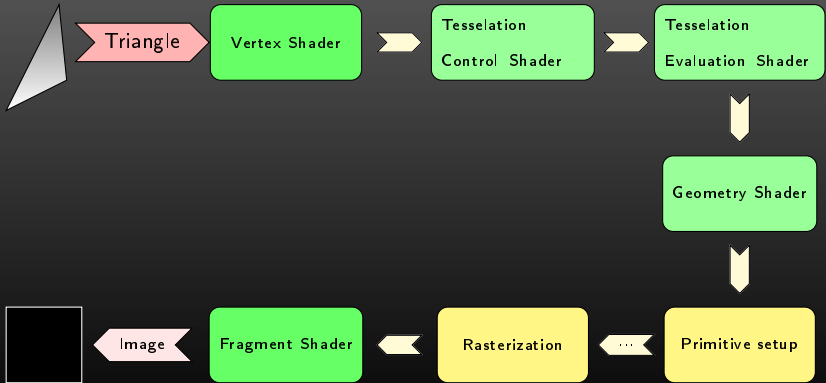 Triangle
Vertex Shader
Tesselation
Control Shader
Tesselation
Evaluation Shader
Geometry Shader
Primitive setup
...
Rasterization
Fragment Shader
Image